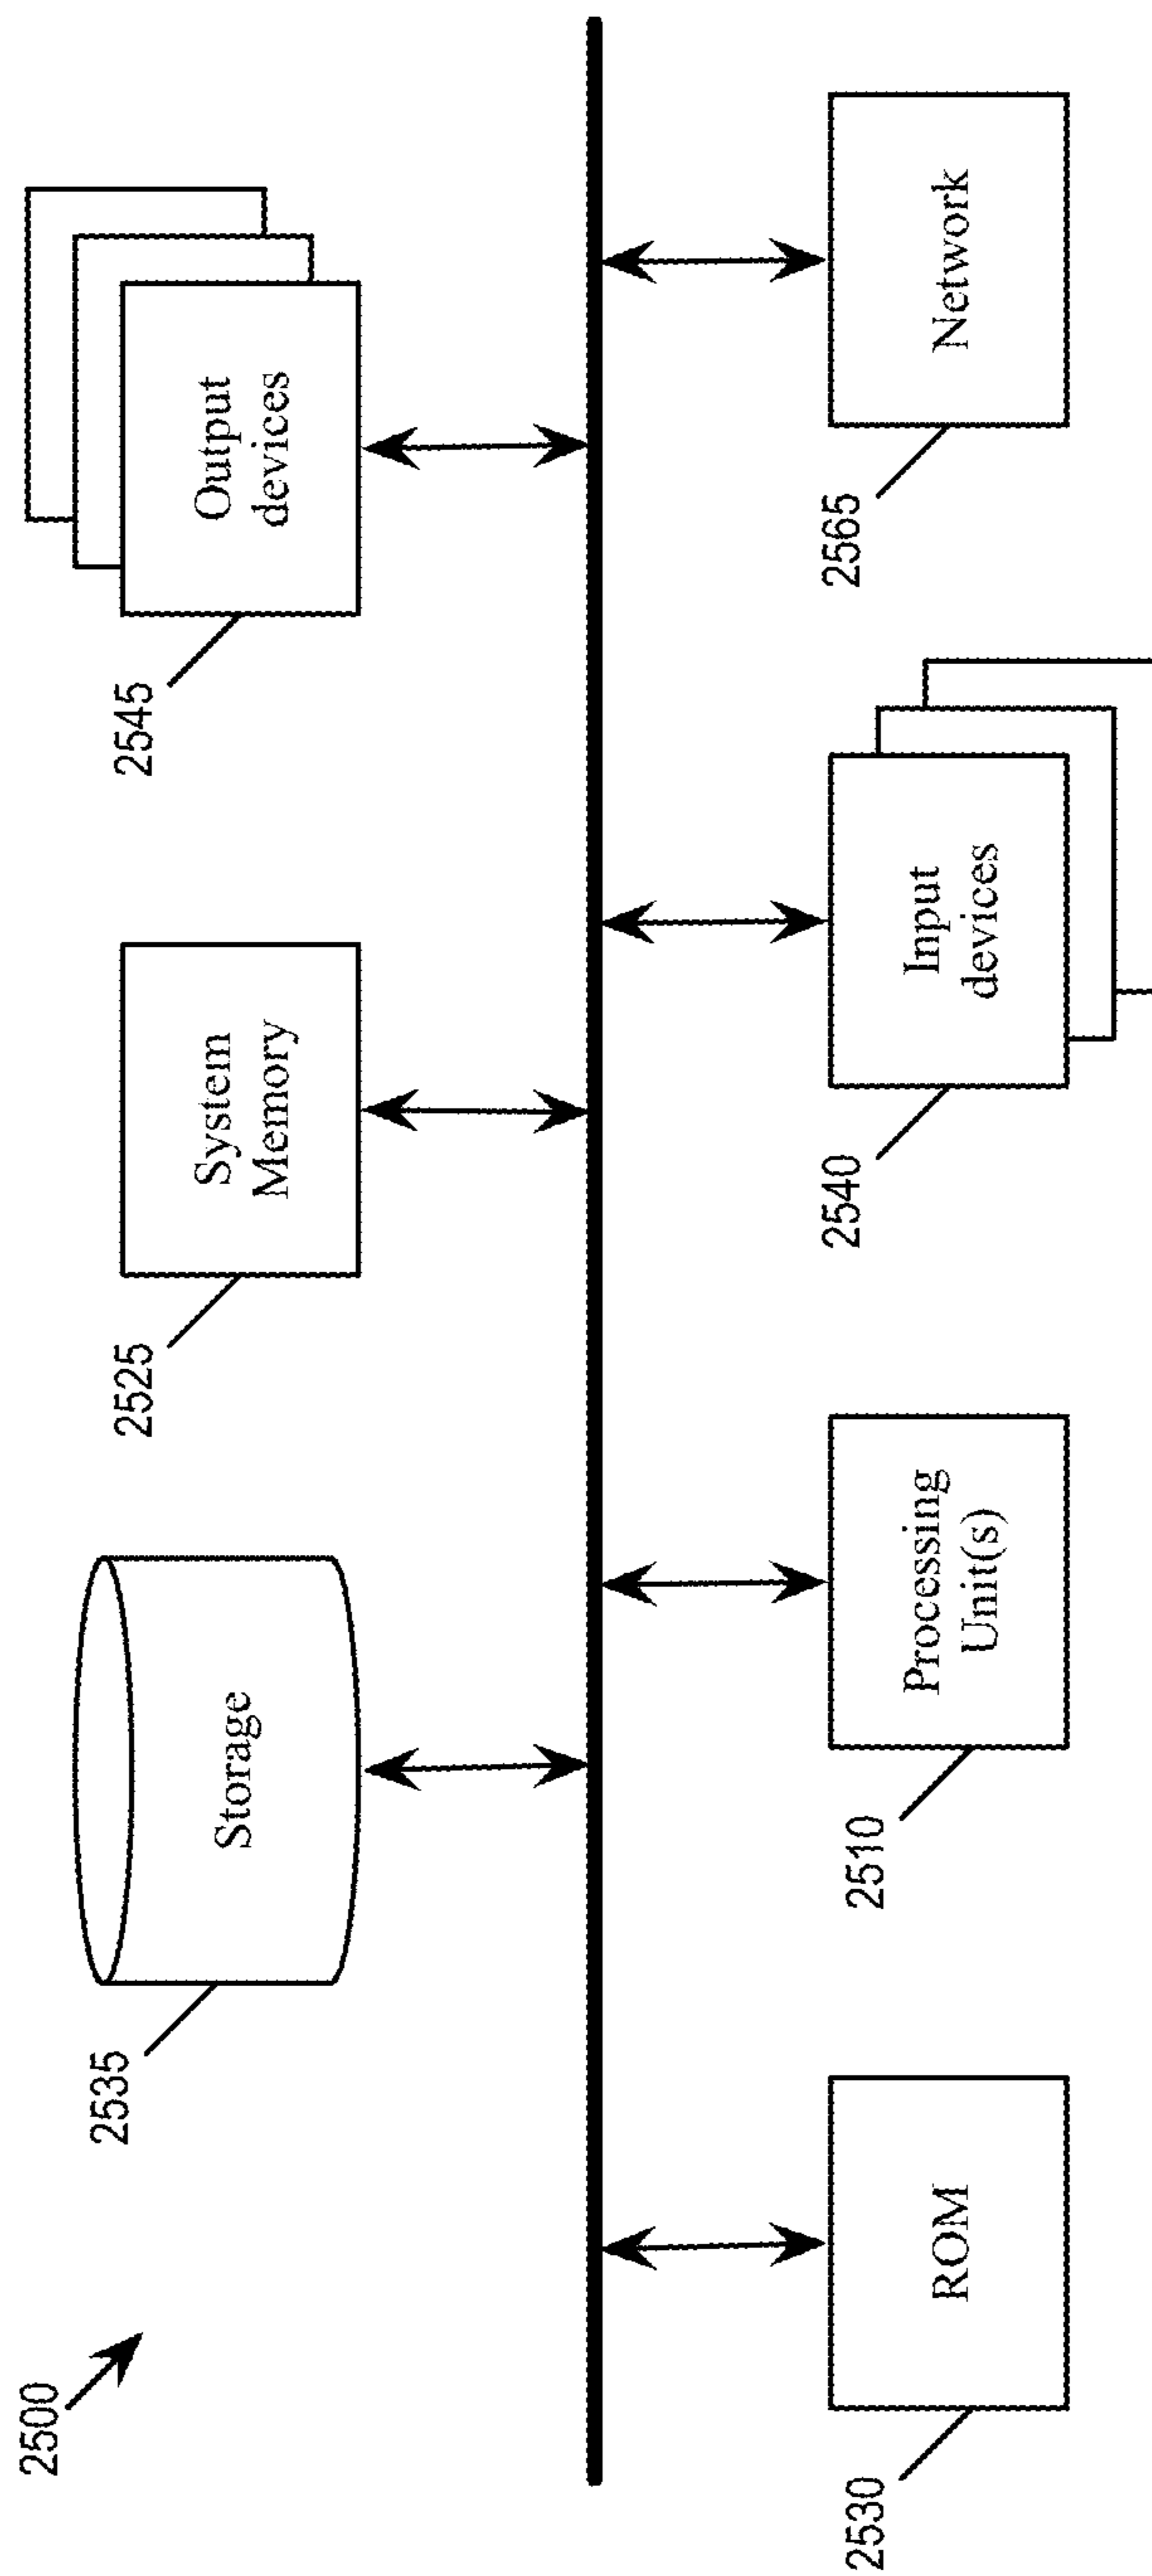 2500
2535
Storage
2525
System
Memory
2545
Output
devices
2530
ROM
2510
Processing
Unit(s)
2540
Input
devices
2565
Network